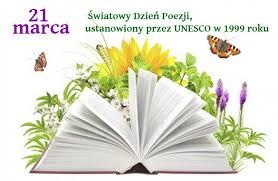 21
marca
Światowy Dzień Poezji,
ustanowiony przez UNESCO w 1999 roku